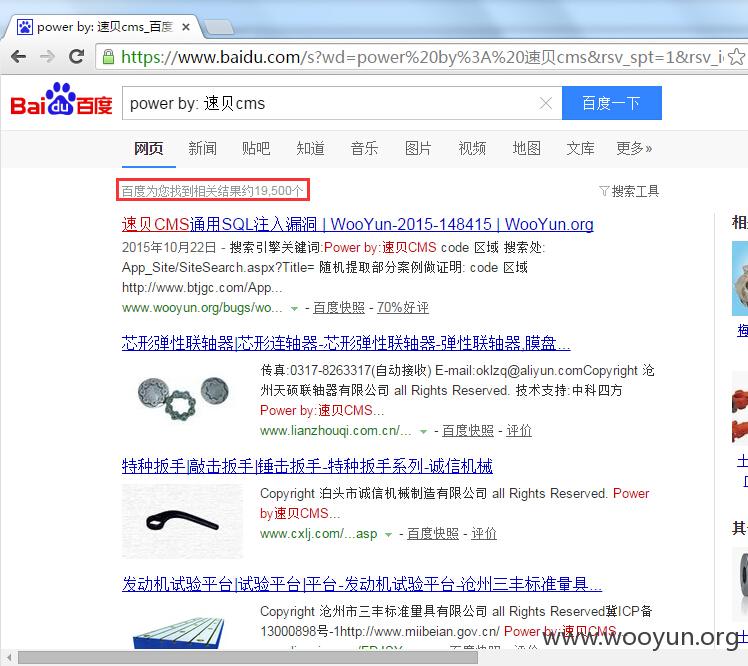 power by: 速贝cms_百度
https://www.baidu.com/s?wd=power%20by%3A%20速贝cms&rsv_spt=1&rsv_i
Bai du 百度
power by: 速贝cms
百度一下
网页 新闻 贴吧 知道 音乐 图片 视频 地图 文库 更多»
百度为您找到相关结果约19,500个
搜索工具
速贝CMS通用SQL注入漏洞 | WooYun-2015-148415 | WooYun.org
2015年10月22日 - 搜索引擎关键词:Power by:速贝CMS code 区域 搜索处:
App_Site/SiteSearch.aspx?Title= 随机提取部分案例做证明: code 区域
http://www.btjgc.com/App...
www.wooyun.org/bugs/wo... - 百度快照 - 70%好评
芯形弹性联轴器|芯形连轴器-芯形弹性联轴器-弹性联轴器,膜盘...
传真:0317-8263317(自动接收) E-mail:oklzq@aliyun.comCopyright 沧
州天硕联轴器有限公司 all Rights Reserved. 技术支持:中科四方
Power by:速贝CMS...
www.lianzhouqi.com.cn/... - 百度快照 - 评价
特种扳手|敲击扳手|锤击扳手-特种扳手系列-诚信机械
Copyright 泊头市诚信机械制造有限公司 all Rights Reserved. Power
by速贝CMS...
www.cxlj.com/...asp - 百度快照 - 评价
发动机试验平台|试验平台|平台-发动机试验平台-沧州三丰标准量具...
Copyright 沧州市三丰标准量具有限公司 all Rights Reserved冀ICP备
13000898号-1http://www.miibeian.gov.cn/ Power by:速贝CMS...
相
梅
土
其
www.wooyun.org